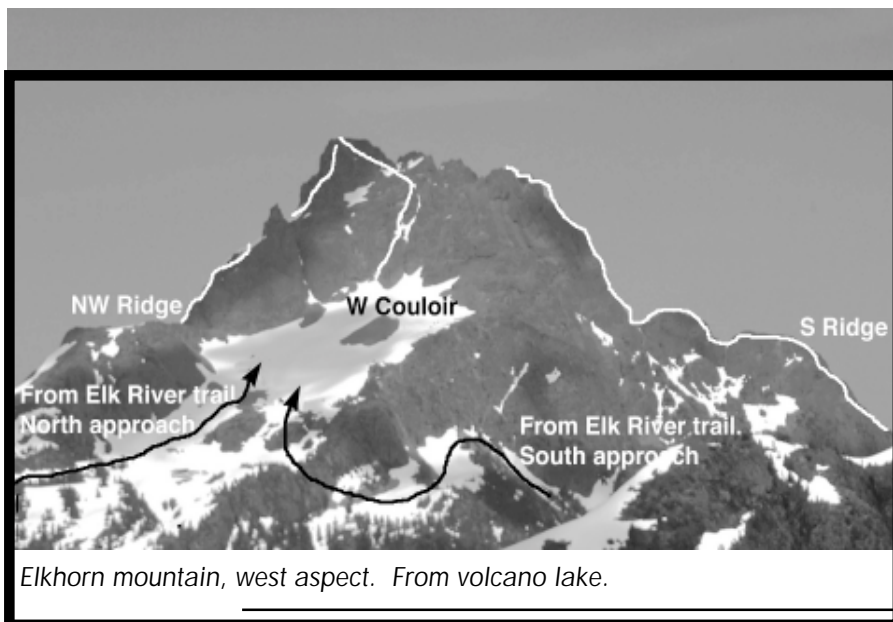 NW Ridge
W Couloir
S Ridge
From Elk River trail
North approach
From Elk River trail.
South approach
Elkhorn mountain, west aspect. From volcano lake.